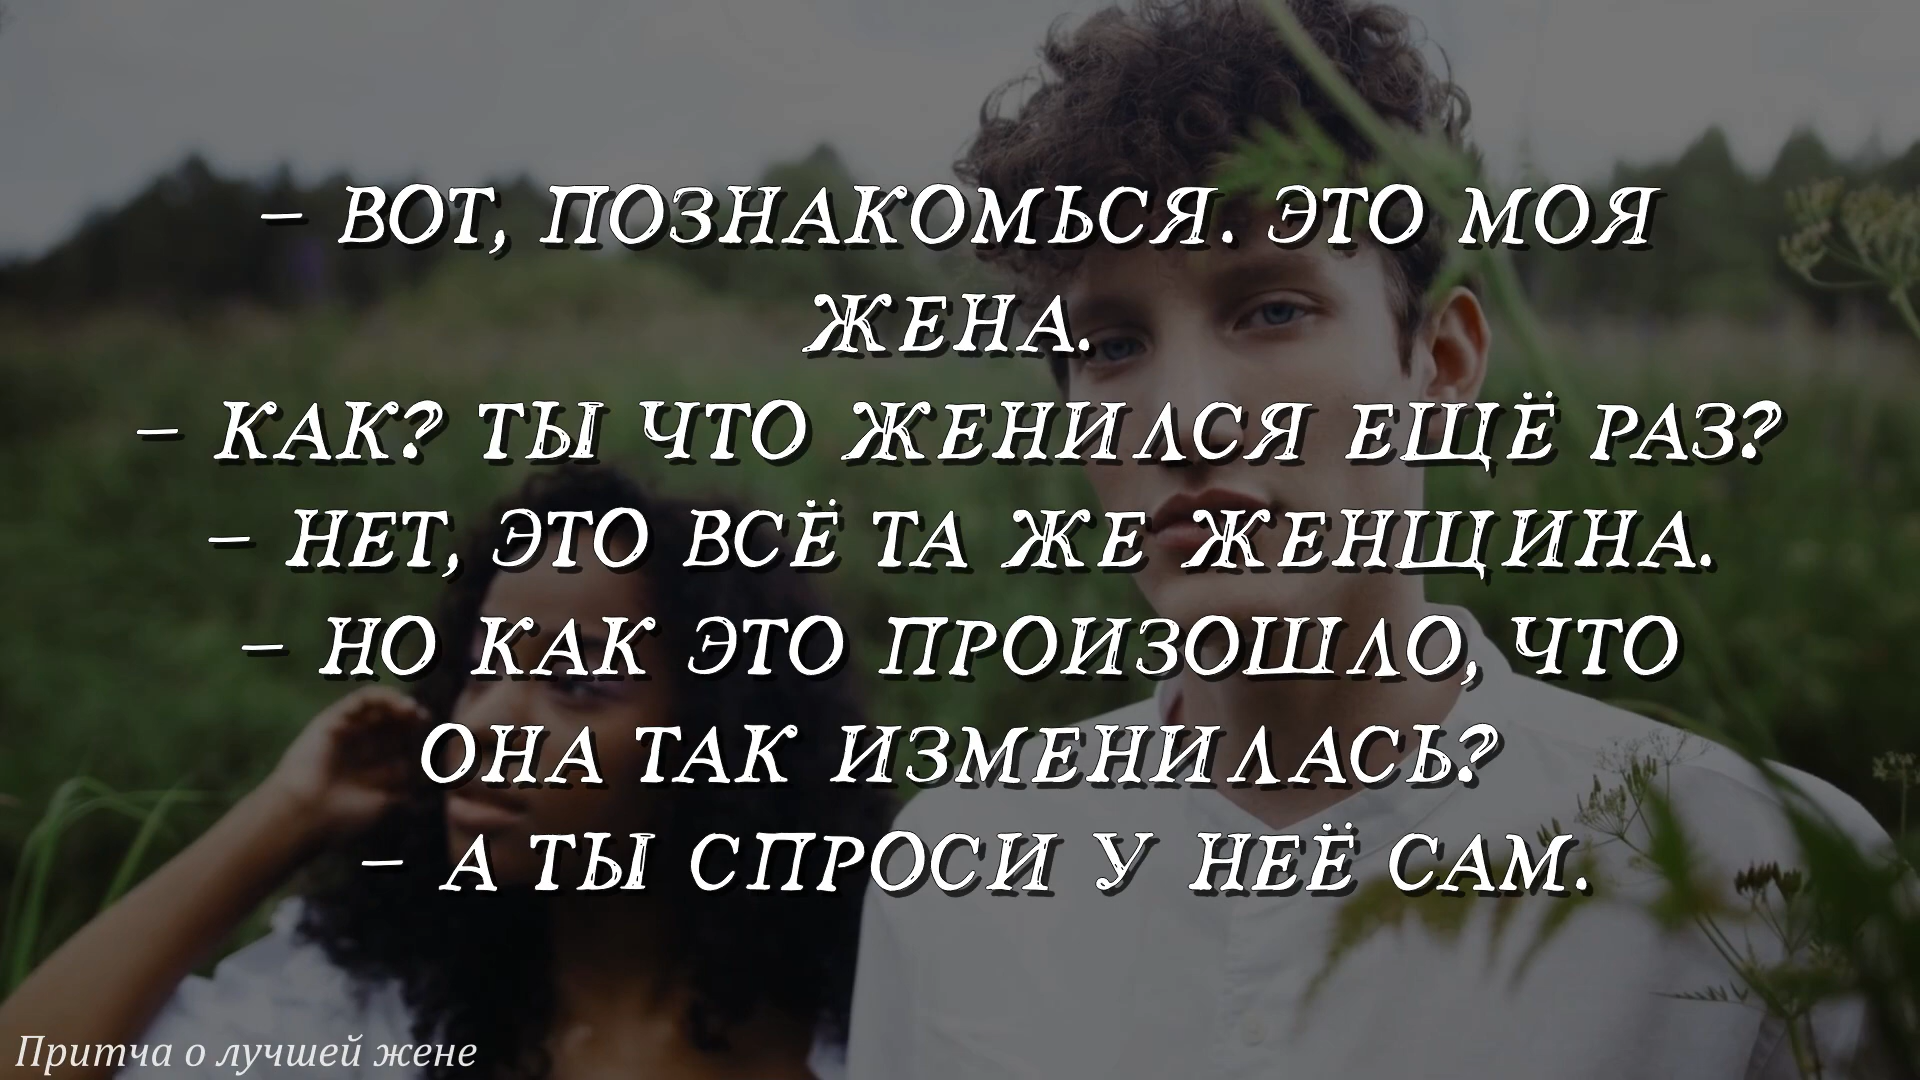 – ВОТ, ПОЗНАКОМЬСЯ. ЭТО МОЯ
ЖЕНА.
– КАК? ТЫ ЧТО ЖЕНИЛСЯ ЕЩЁ РАЗ?
– НЕТ, ЭТО ВСЁ ТА ЖЕ ЖЕНЩИНА.
– НО КАК ЭТО ПРОИЗОШЛО, ЧТО
ОНА ТАК ИЗМЕНИЛАСЬ?
– А ТЫ СПРОСИ У НЕЁ САМ.
Притча о лучшей жене